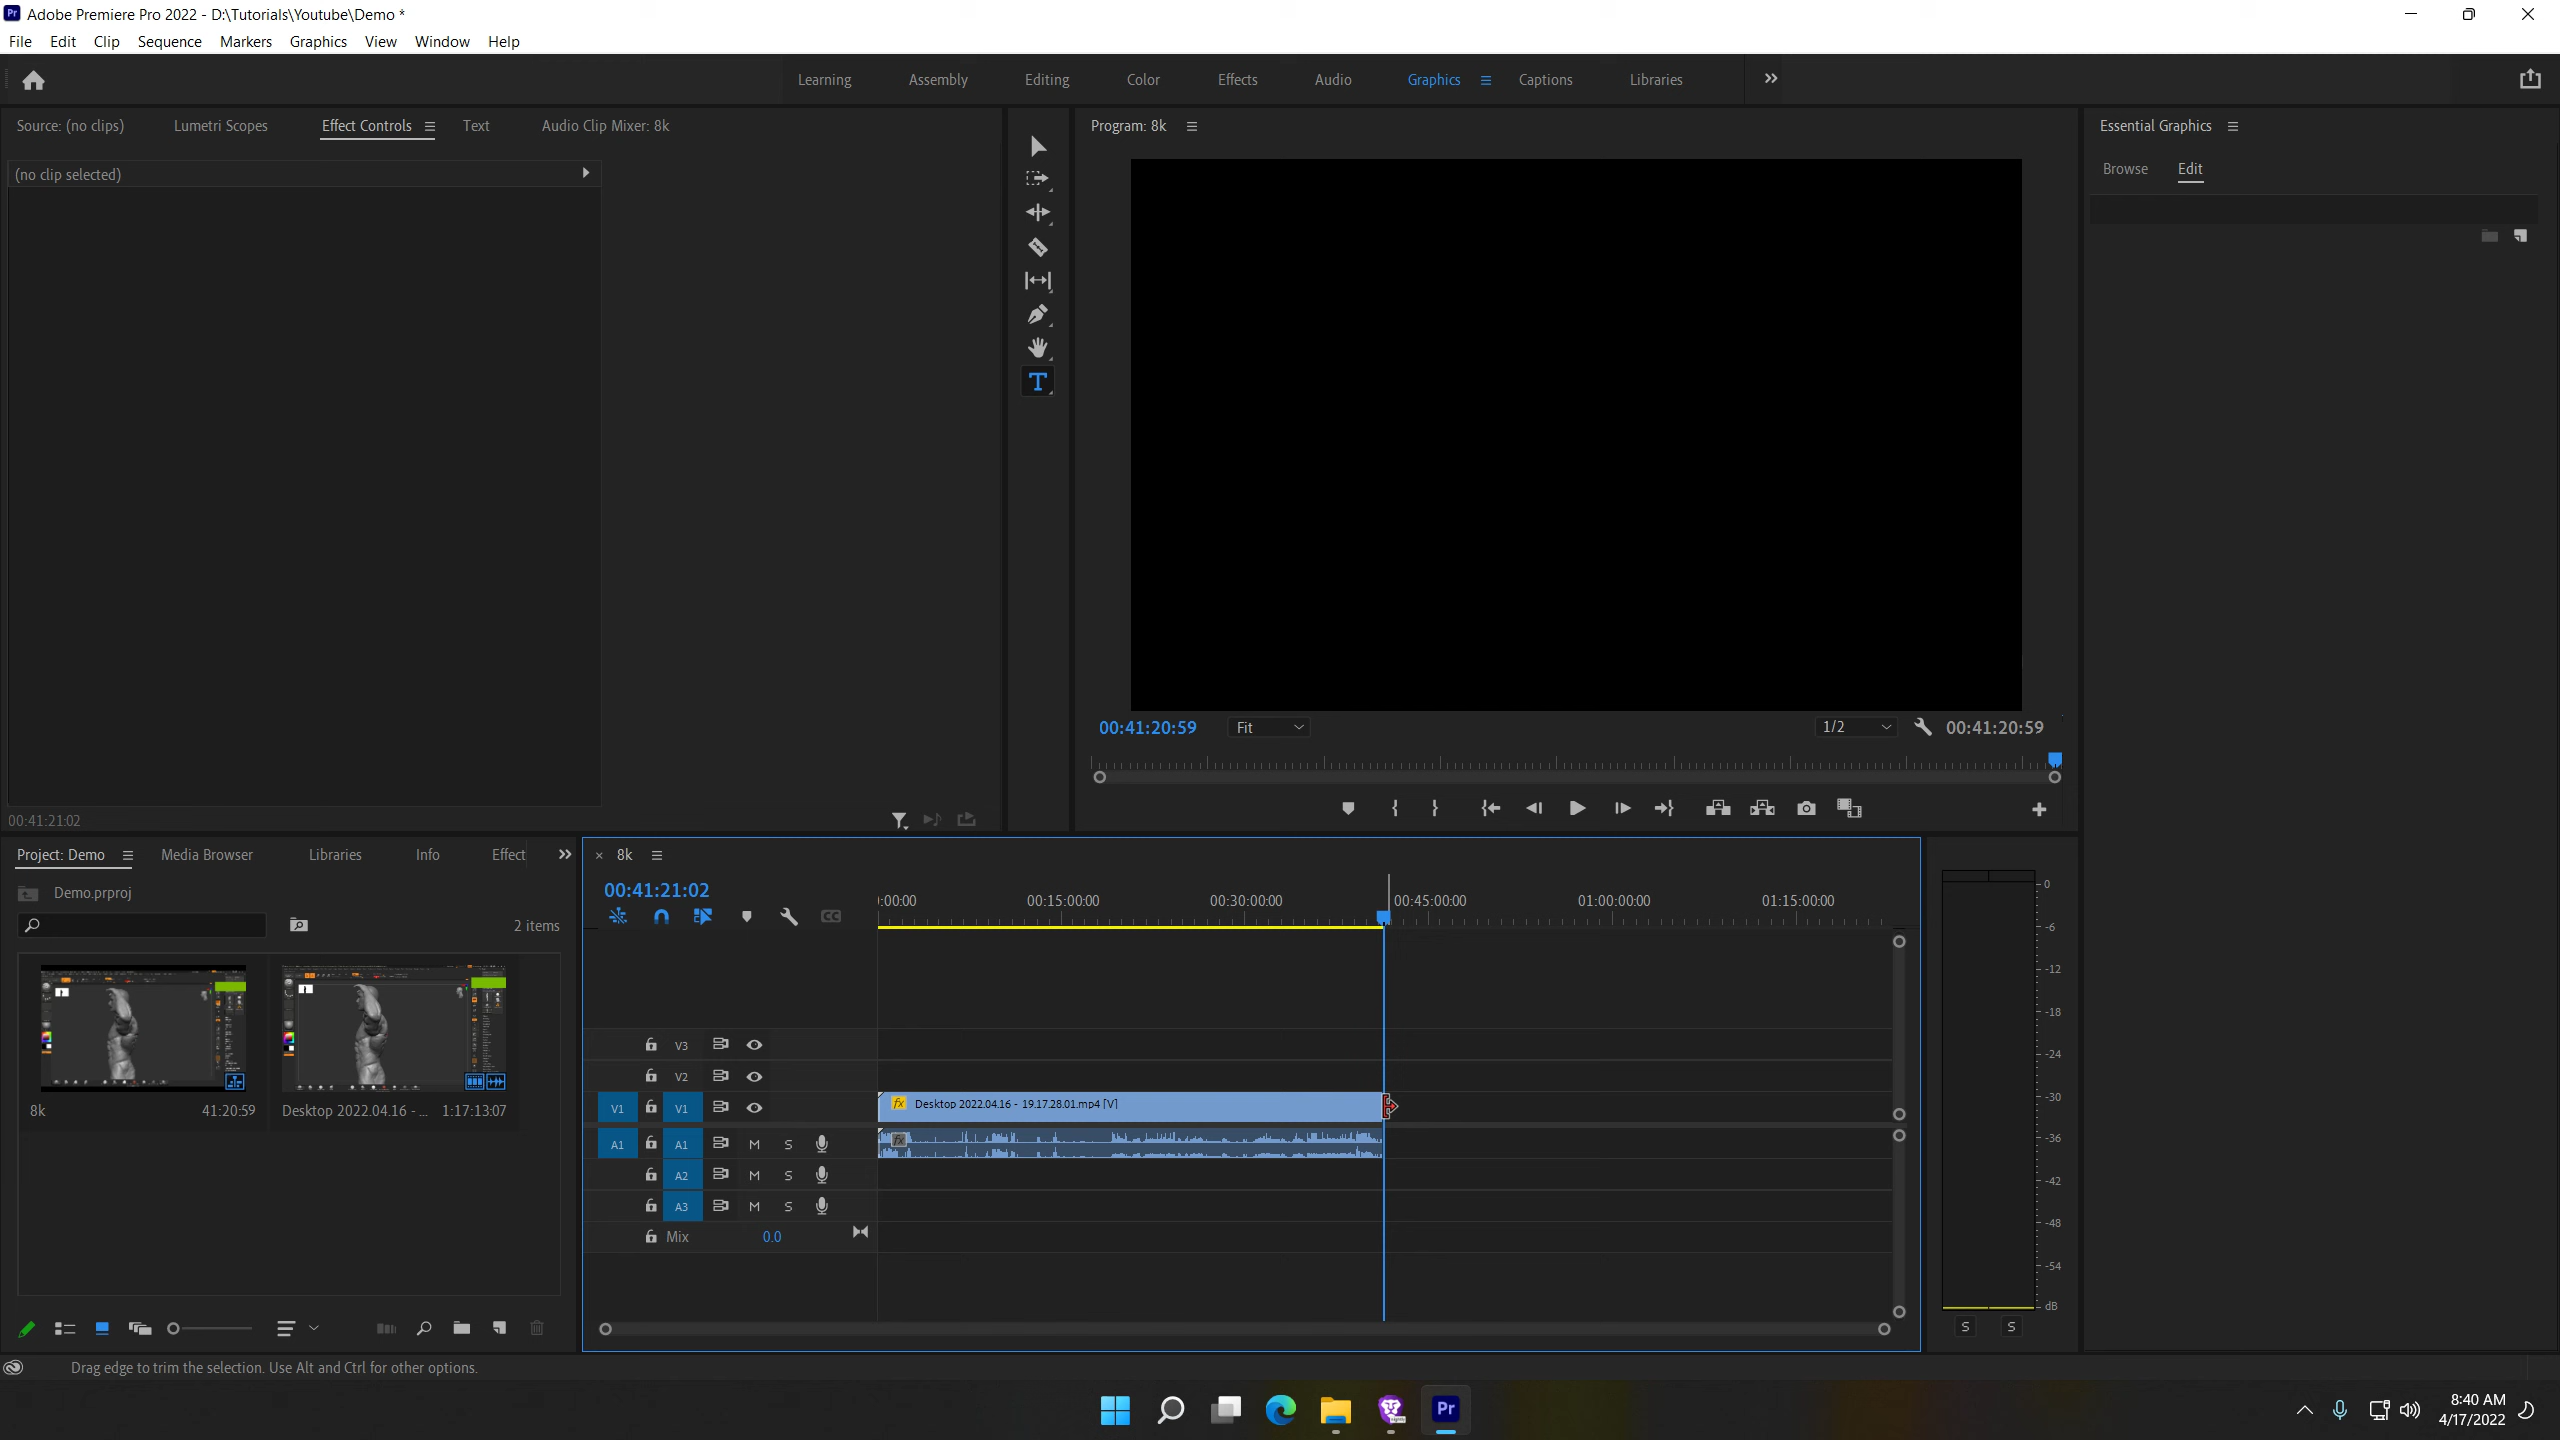 Pr Adobe Premiere Pro 2022 - D:\Tutorials\Youtube\Demo *
File Edit Clip Sequence Markers Graphics View Window Help
Learning Assembly Editing Color Effects Audio Graphics Captions Libraries
Source: (no clips) Lumetri Scopes Effect Controls Text Audio Clip Mixer: 8k
Program: 8k
Essential Graphics
(no clip selected)
Browse Edit
T
00:41:20:59 Fit 1/2 00:41:20:59
00:41:21:02
Project: Demo Media Browser Libraries Info Effect
8k
Demo.prproj
00:41:21:02
:00:00 00:15:00:00 00:30:00:00 00:45:00:00 01:00:00:00 01:15:00:00
2 items
CC
V3
V2
V1 V1 fx Desktop 2022.04.16 - 19.17.28.01.mp4 [V]
8k 41:20:59 Desktop 2022.04.16 - ... 1:17:13:07
A1 A1 M S fx
A2 M S
A3 M S
Mix 0.0
0
-6
-12
-18
-24
-30
-36
-42
-48
-54
dB
S S
Drag edge to trim the selection. Use Alt and Ctrl for other options.
Pr
8:40 AM
4/17/2022